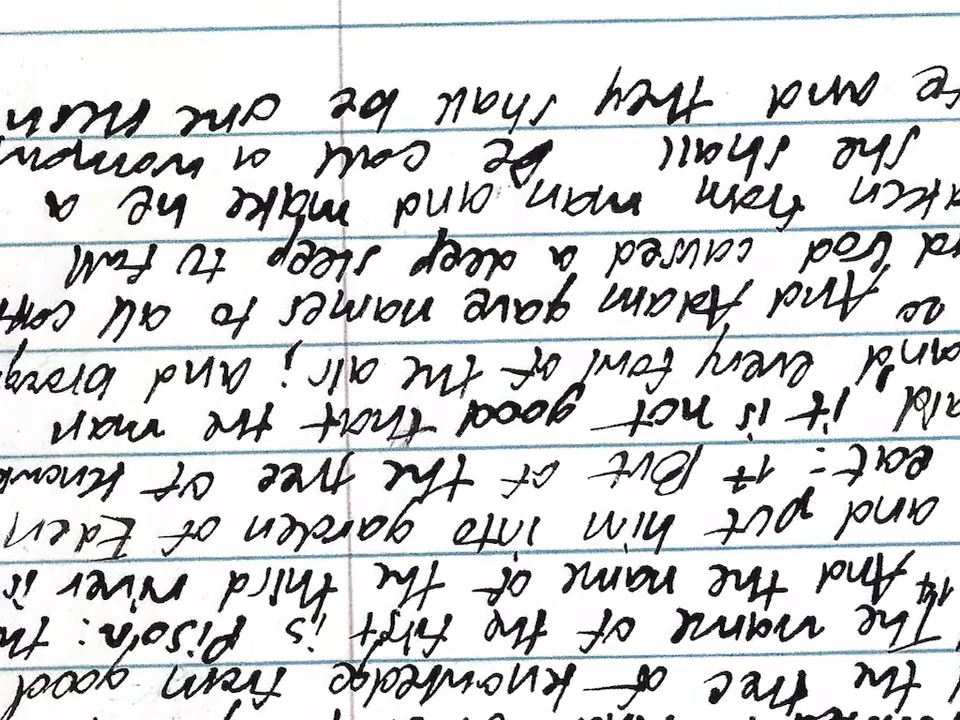 the tree of knowledge from good
The name of the first is Pison: th
14 And the name of the third river is
and put him into garden of Eden
eat: 17 But of the tree of know
it is not good that the man
and every fowl of the air; and
20 And Adam gave names to all
God caused a deep sleep to fall
from man and make he a
she shall be call a woman
fe and they shall be one